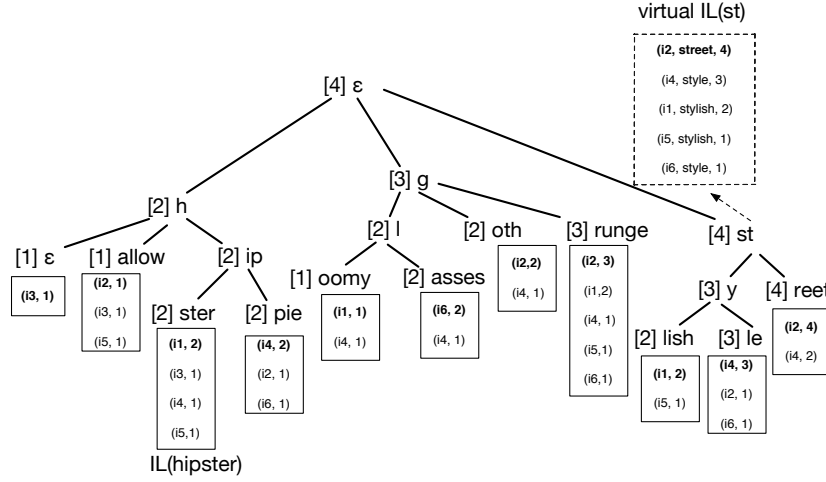 virtual IL(st)
(i2, street, 4)
(i4, style, 3)
(i1, stylish, 2)
(i5, stylish, 1)
(i6, style, 1)
[4] ε
[3] g
[2] h
[4] st
[2] l
[2] oth
[3] runge
[1] ε
[1] allow
[2] ip
[1] oomy
[2] asses
[3] y
[4] reet
(i3, 1)
(i2, 1)
(i3, 1)
(i5, 1)
(i2,2)
(i4, 1)
(i2, 3)
(i1,2)
(i4, 1)
(i5,1)
(i6,1)
[2] ster
[2] pie
(i1, 1)
(i4, 1)
(i6, 2)
(i4, 1)
[2] lish
[3] le
(i2, 4)
(i4, 2)
(i1, 2)
(i3, 1)
(i4, 1)
(i5,1)
(i4, 2)
(i2, 1)
(i6, 1)
(i1, 2)
(i5, 1)
(i4, 3)
(i2, 1)
(i6, 1)
IL(hipster)